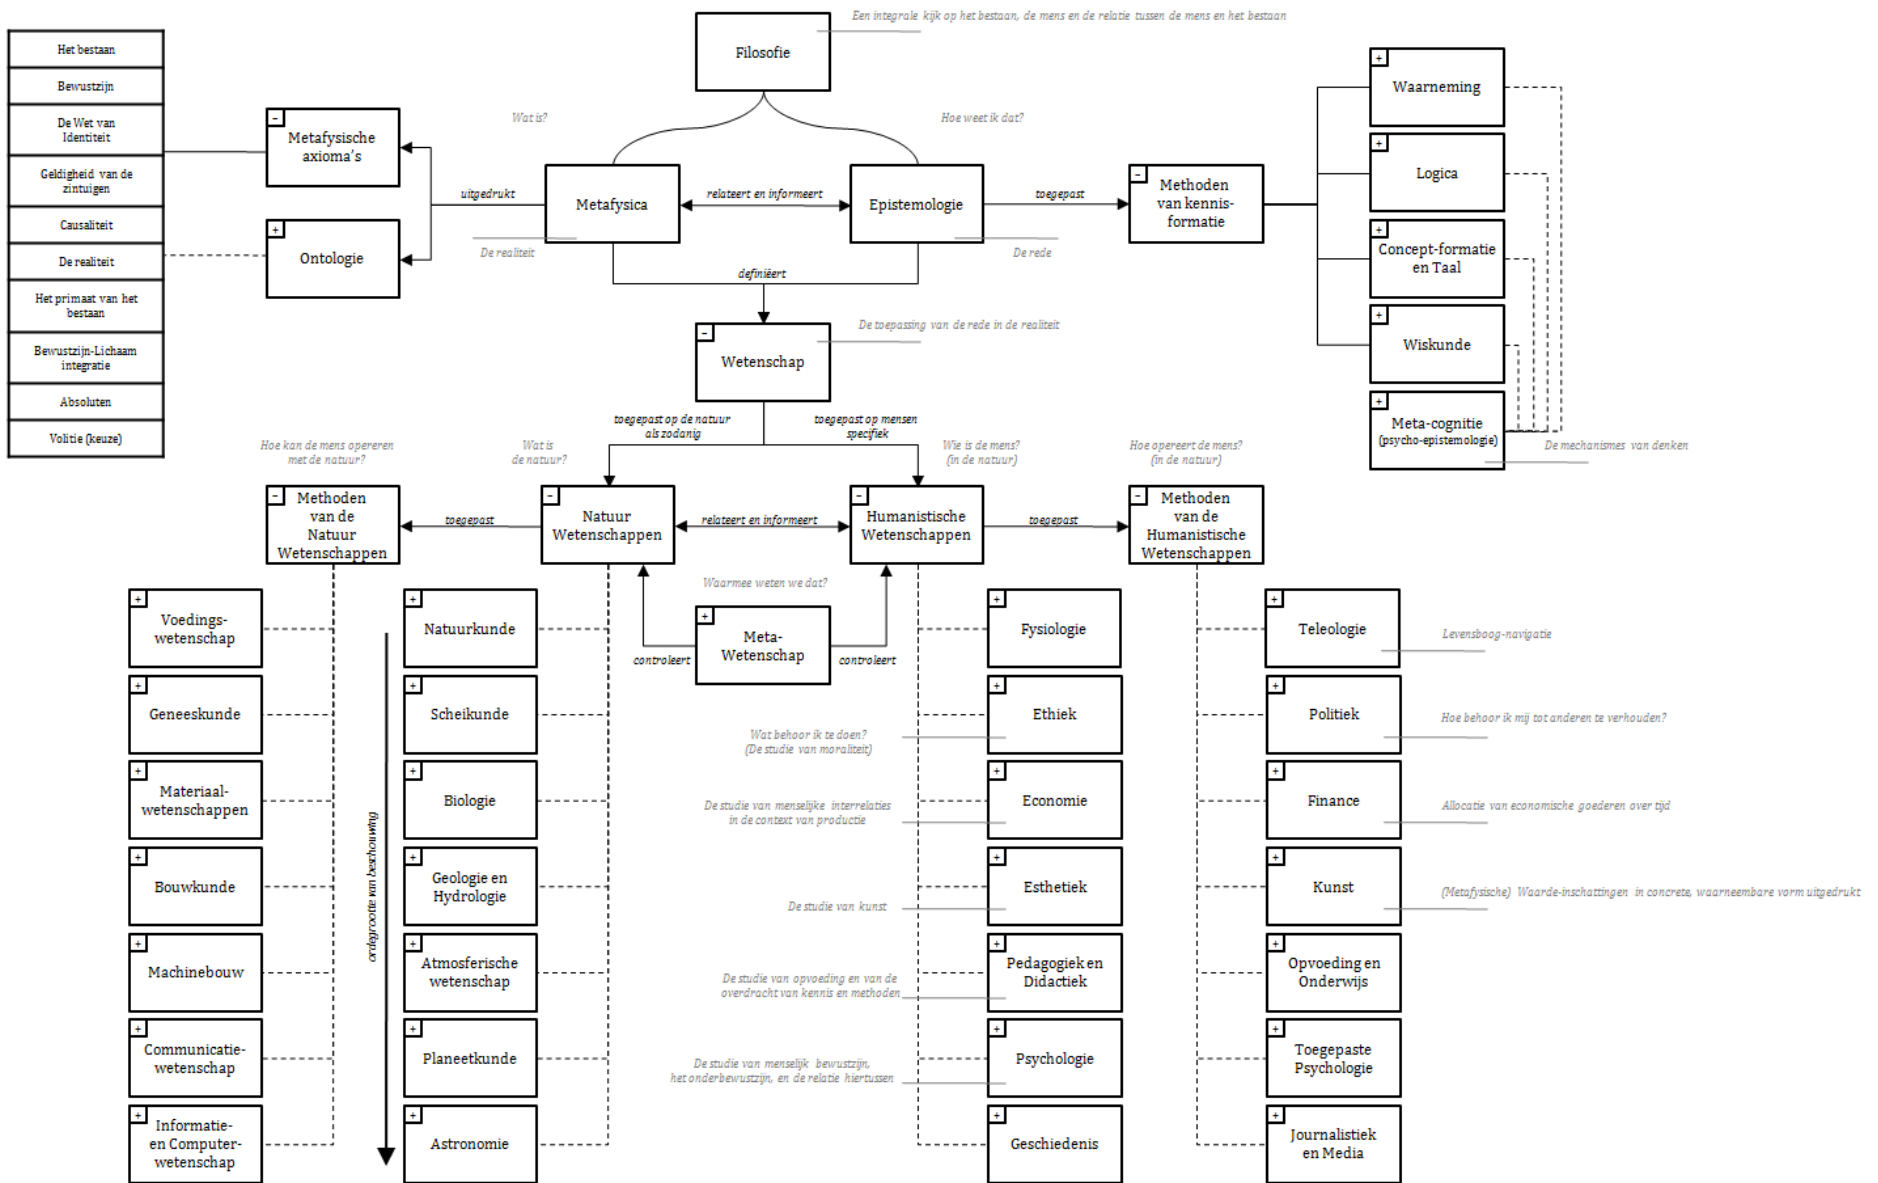 Een integrale kijk op het bestaan, de mens en de relatie tussen de mens en het bestaan
Filosofie
Het bestaan
Bewustzijn
De Wet van
Identiteit
Geldigheid van de
zintuigen
Causaliteit
De realiteit
Het primaat van het
bestaan
Bewustzijn-Lichaam
integratie
Absoluten
Volitie (keuze)
Wat is?
Hoe weet ik dat?
- Metafysische
axioma's
+ Ontologie
uitgedrukt
Metafysica
De realiteit
relateert en informeert
Epistemologie
De rede
toegepast
- Methoden
van kennis-
formatie
+ Waarneming
+ Logica
+ Concept-formatie
en Taal
+ Wiskunde
+ Meta-cognitie
(psycho-epistemologie)
De mechanismes van denken
definiëert
- Wetenschap
De toepassing van de rede in de realiteit
toegepast op de natuur
als zodanig
toegepast op mensen
specifiek
Hoe kan de mens opereren
met de natuur?
Wat is
de natuur?
Wie is de mens?
(in de natuur)
Hoe opereert de mens?
(in de natuur)
- Methoden
van de
Natuur
Wetenschappen
toegepast
- Natuur
Wetenschappen
relateert en informeert
- Humanistische
Wetenschappen
toegepast
- Methoden
van de
Humanistische
Wetenschappen
Waarmee weten we dat?
+ Meta-
Wetenschap
controleert
controleert
+ Voedings-
wetenschap
+ Geneeskunde
+ Materiaal-
wetenschappen
+ Bouwkunde
+ Machinebouw
+ Communicatie-
wetenschap
+ Informatie-
en Computer-
wetenschap
ordegrootte van beschouwing
+ Natuurkunde
+ Scheikunde
+ Biologie
+ Geologie en
Hydrologie
+ Atmosferische
wetenschap
+ Planeetkunde
+ Astronomie
+ Fysiologie
+ Ethiek
Wat behoor ik te doen?
(De studie van moraliteit)
+ Economie
De studie van menselijke interrelaties
in de context van productie
+ Esthetiek
De studie van kunst
+ Pedagogiek en
Didactiek
De studie van opvoeding en van de
overdracht van kennis en methoden
+ Psychologie
De studie van menselijk bewustzijn,
het onderbewustzijn, en de relatie hiertussen
+ Geschiedenis
+ Teleologie
Levensboog-navigatie
+ Politiek
Hoe behoor ik mij tot anderen te verhouden?
+ Finance
Allocatie van economische goederen over tijd
+ Kunst
(Metafysische) Waarde-inschattingen in concrete, waarneembare vorm uitgedrukt
+ Opvoeding en
Onderwijs
+ Toegepaste
Psychologie
+ Journalistiek
en Media